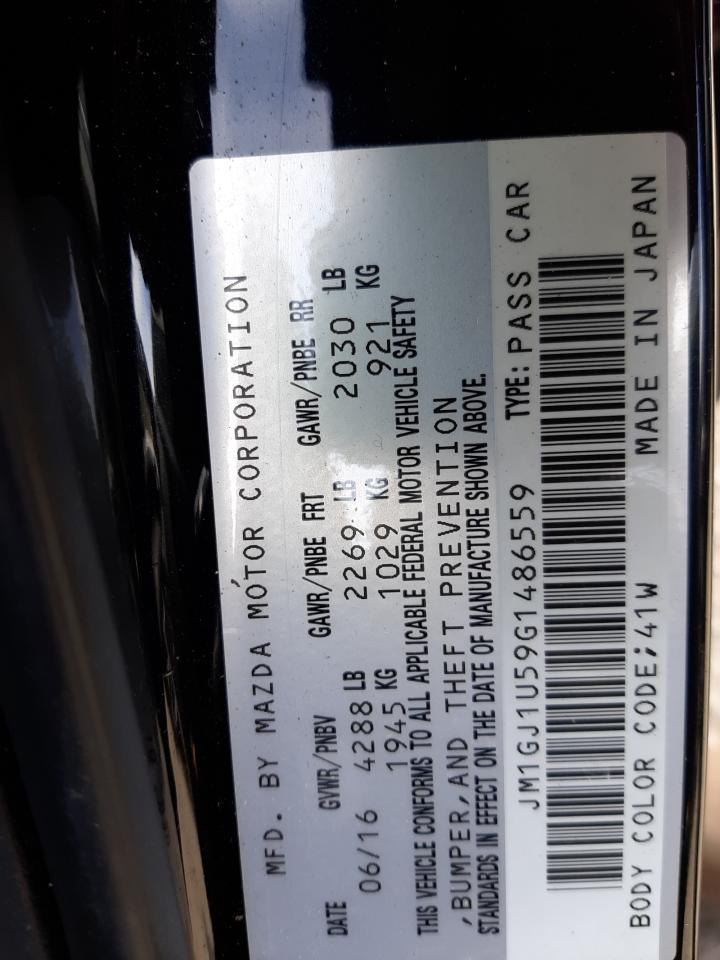 MFD. BY MAZDA MOTOR CORPORATION
DATE GVWR/PNBV GAWR/PNBE FRT GAWR/PNBE RR
06/16 4288 LB 2269 LB 2030 LB
1945 KG 1029 KG 921 KG
THIS VEHICLE CONFORMS TO ALL APPLICABLE FEDERAL MOTOR VEHICLE SAFETY
,BUMPER,AND THEFT PREVENTION
STANDARDS IN EFFECT ON THE DATE OF MANUFACTURE SHOWN ABOVE.
JM1GJ1U59G1486559 TYPE: PASS CAR
BODY COLOR CODE;41W MADE IN JAPAN